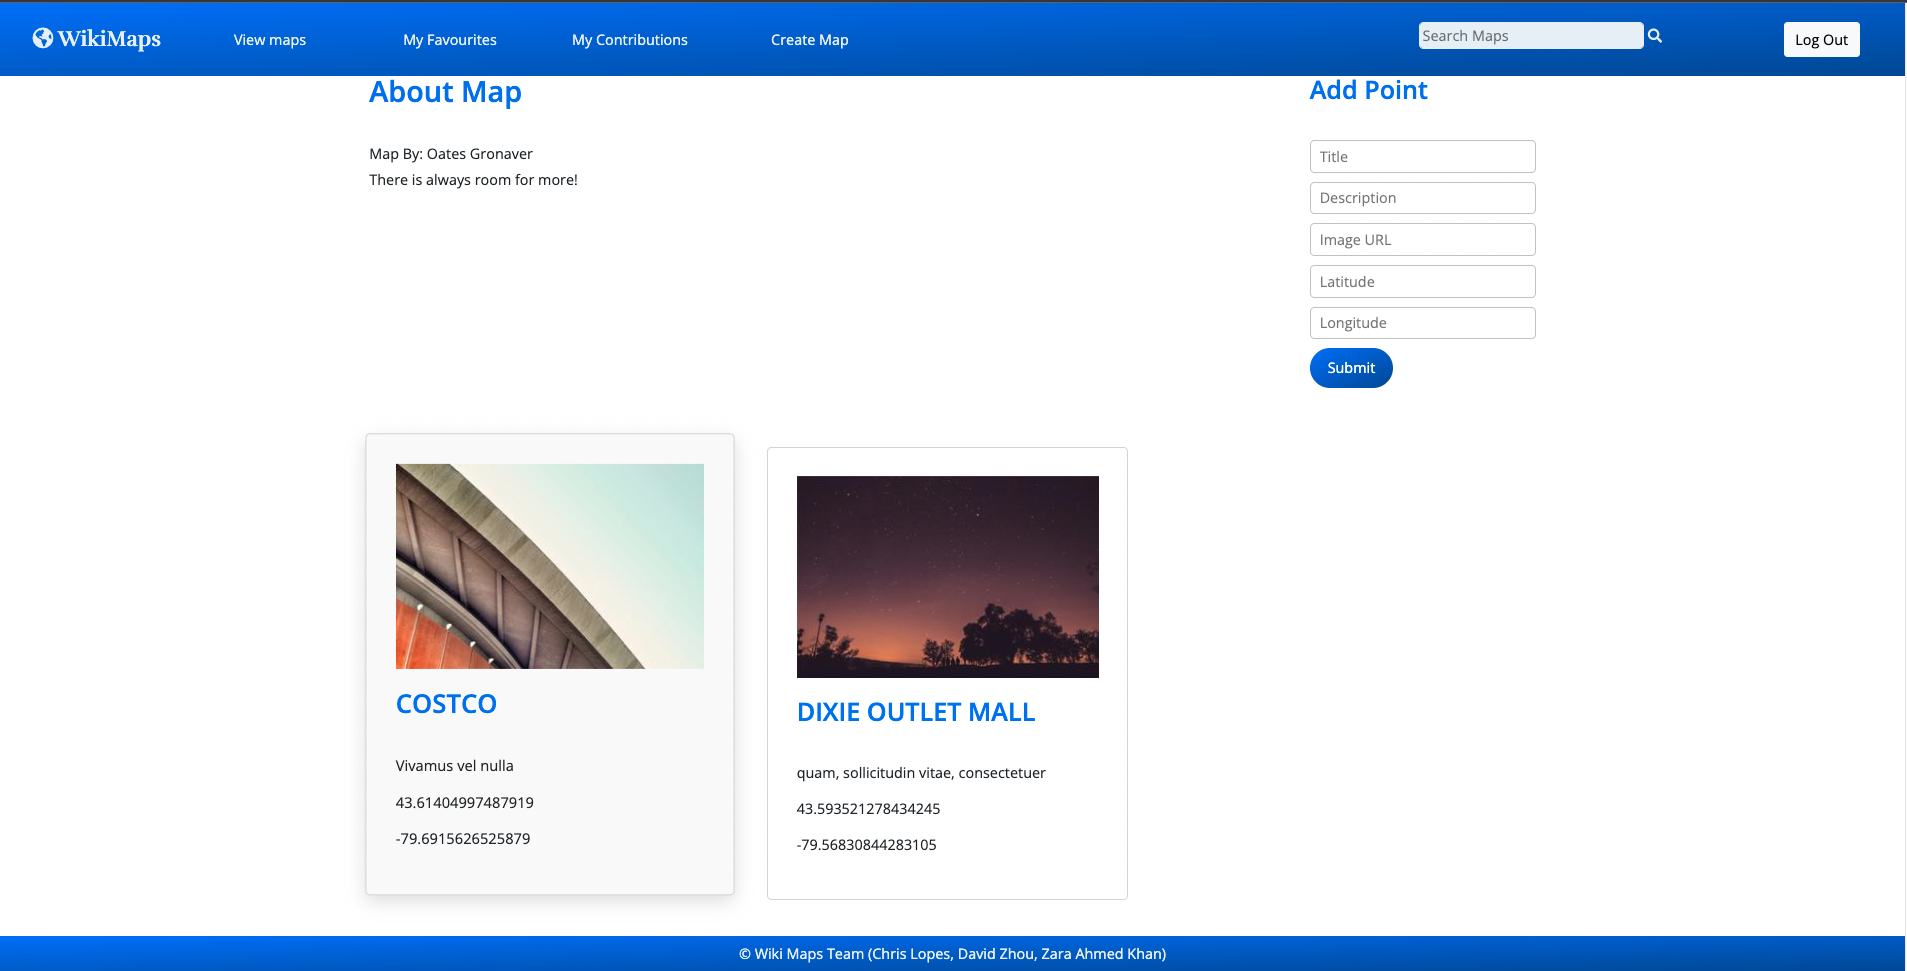 WikiMaps
View maps
My Favourites
My Contributions
Create Map
Search Maps
Log Out
About Map
Map By: Oates Gronaver
There is always room for more!
Add Point
Title
Description
Image URL
Latitude
Longitude
Submit
COSTCO
Vivamus vel nulla
43.61404997487919
-79.6915626525879
DIXIE OUTLET MALL
quam, sollicitudin vitae, consectetuer
43.593521278434245
-79.56830844283105
© Wiki Maps Team (Chris Lopes, David Zhou, Zara Ahmed Khan)